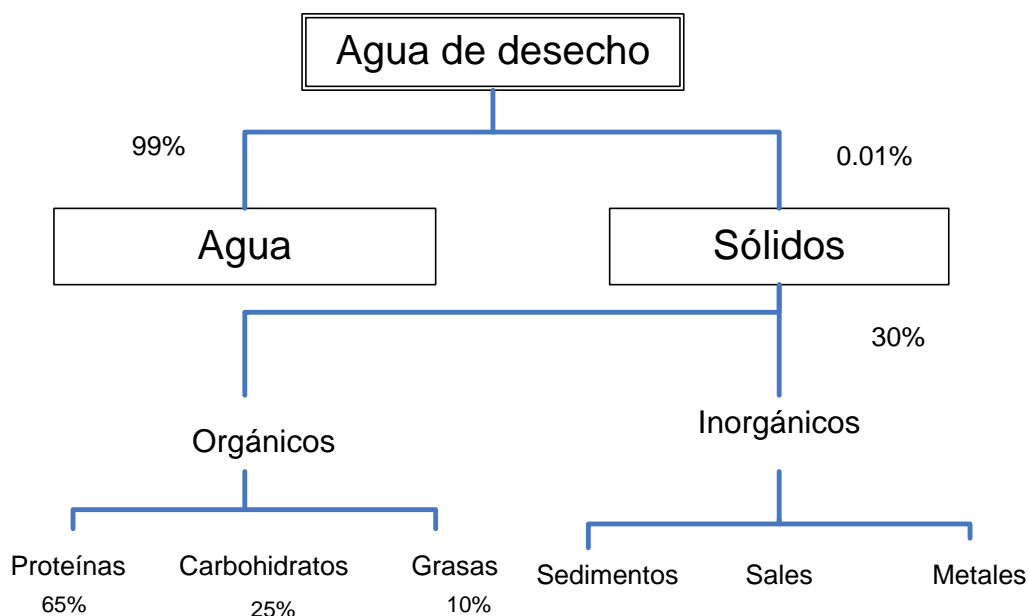 Agua de desecho
99%
0.01%
Agua
Sólidos
30%
Orgánicos
Inorgánicos
Proteínas
Carbohidratos
Grasas
Sedimentos
Sales
Metales
65%
25%
10%